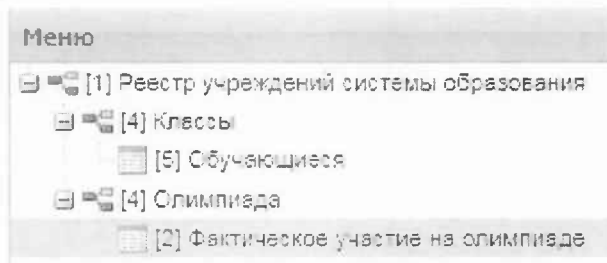 Меню
[1] Реестр учреждений системы образования
[4] Классы
[5] Обучающиеся
[4] Олимпиада
[2] Фактическое участие на олимпиаде